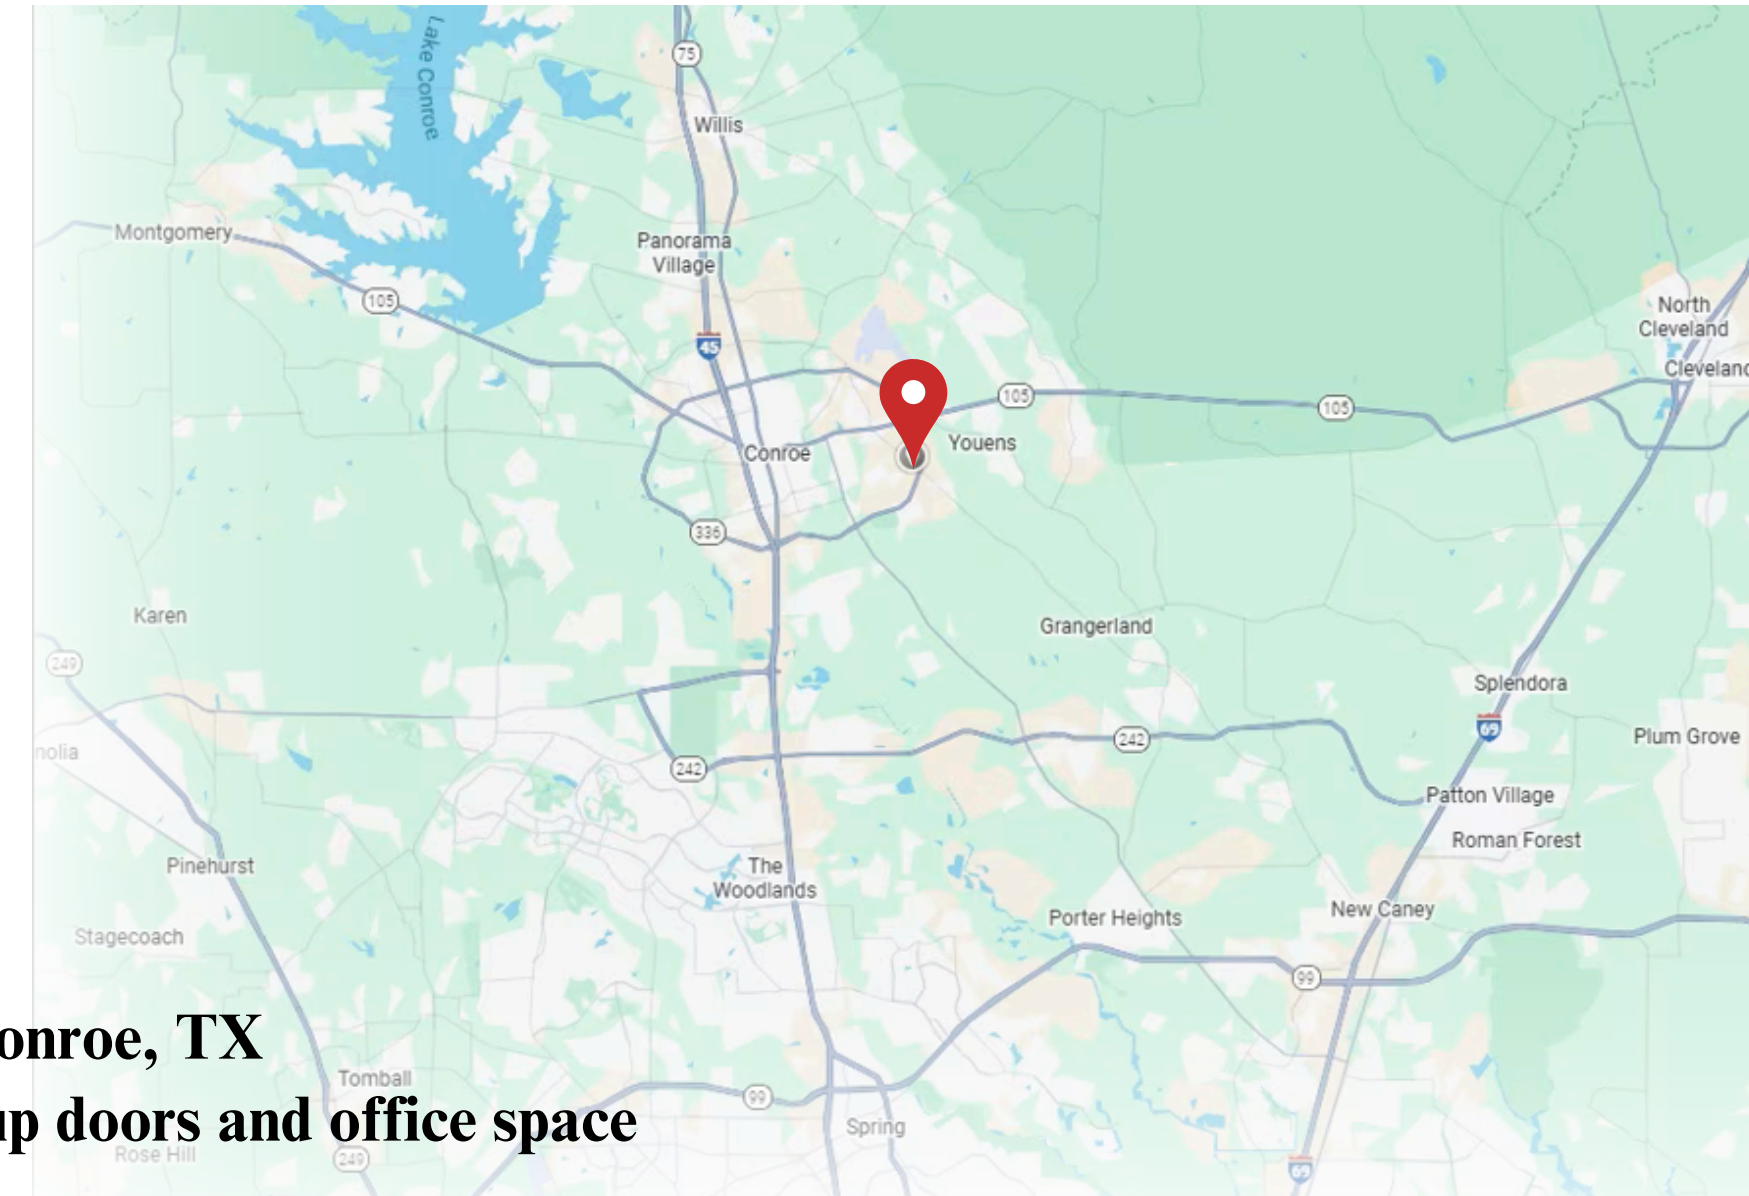 Lake Conroe
75
Willis
Montgomery
Panorama
Village
105
45
North
Cleveland
Cleveland
105
105
Youens
Conroe
336
Karen
Grangerland
249
Splendora
69
Plum Grove
nolia
242
242
Patton Village
Roman Forest
Pinehurst
The
Woodlands
Porter Heights
New Caney
Stagecoach
99
onroe, TX
Tomball
99
up doors and office space
Spring
Rose Hill
249
69